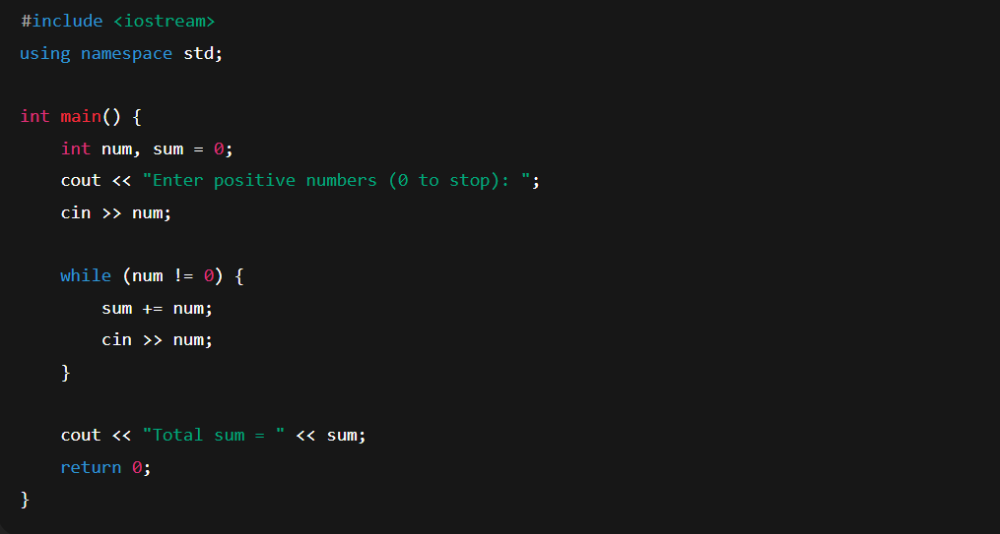 #include <iostream>
using namespace std;

int main() {
    int num, sum = 0;
    cout << "Enter positive numbers (0 to stop): ";
    cin >> num;

    while (num != 0) {
        sum += num;
        cin >> num;
    }

    cout << "Total sum = " << sum;
    return 0;
}